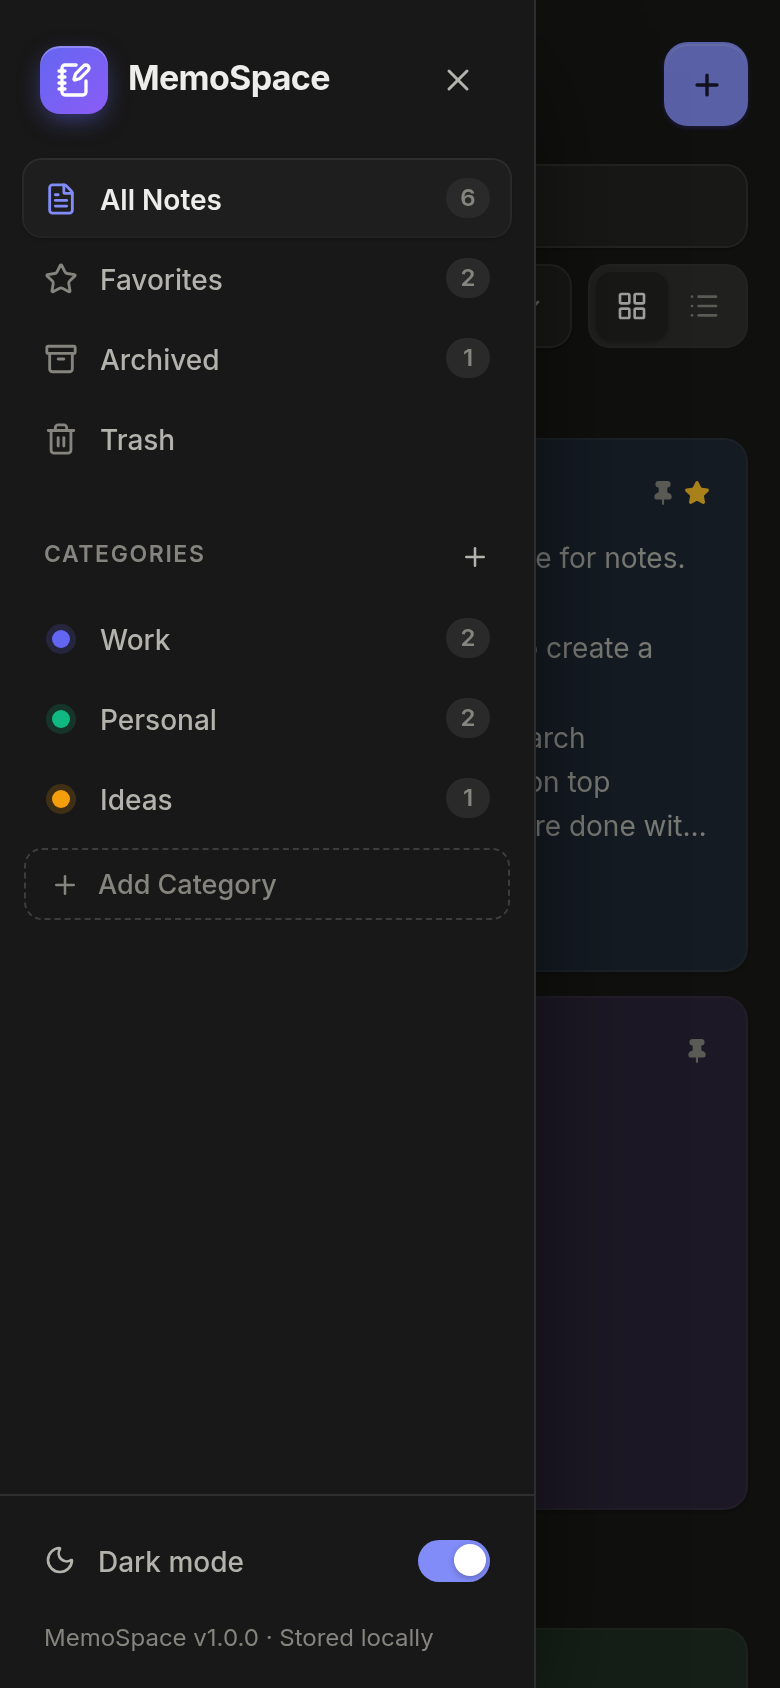 MemoSpace
All Notes
6
Favorites
2
Archived
1
Trash
CATEGORIES
Work
2
Personal
2
Ideas
1
Add Category
Dark mode
MemoSpace v1.0.0 · Stored locally
e for notes.
create a
arch
on top
re done wit...